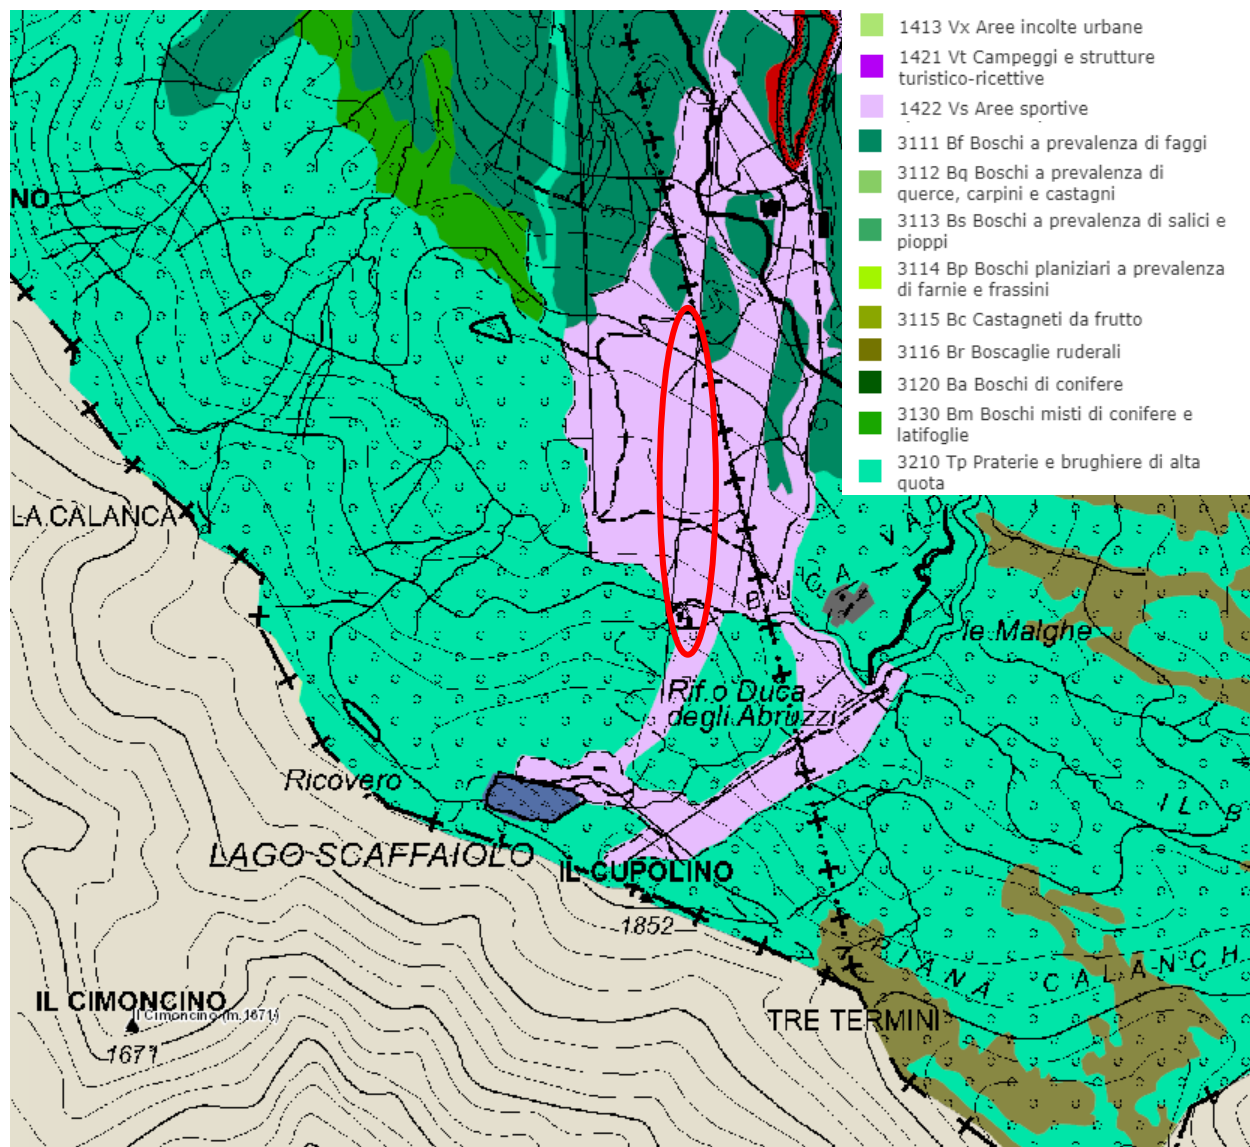 1413 Vx Aree incolte urbane
1421 Vt Campeggi e strutture
turistico-ricettive
1422 Vs Aree sportive
3111 Bf Boschi a prevalenza di faggi
3112 Bq Boschi a prevalenza di
querce, carpini e castagni
3113 Bs Boschi a prevalenza di salici e
pioppi
3114 Bp Boschi planiziari a prevalenza
di farnie e frassini
3115 Bc Castagneti da frutto
3116 Br Boscaglie ruderali
3120 Ba Boschi di conifere
3130 Bm Boschi misti di conifere e
latifoglie
3210 Tp Praterie e brughiere di alta
quota
NO
LA CALANCA
BUCA
VAD
le Malghe
Rif.o Duca
degli Abruzzi
Ricovero
IL B
LAGO SCAFFAIOLO
IL CUPOLINO
1852
PIANA
CALANCH
IL CIMONCINO
Il Cimoncino (m.1671)
1671
TRE TERMINI